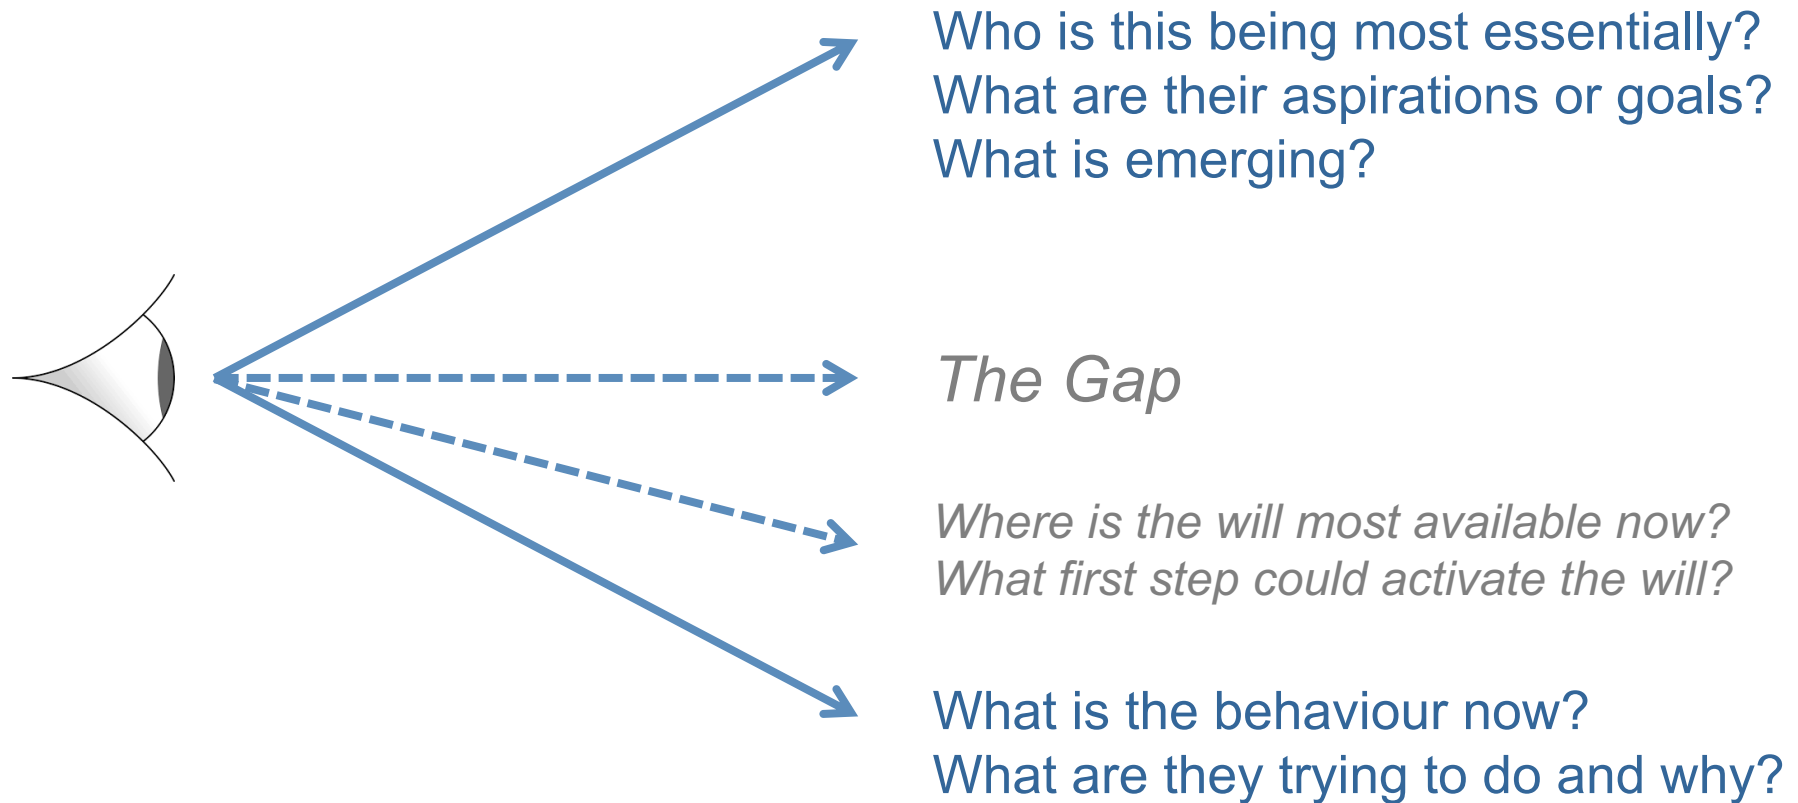 Who is this being most essentially?
What are their aspirations or goals?
What is emerging?
The Gap
Where is the will most available now?
What first step could activate the will?
What is the behaviour now?
What are they trying to do and why?